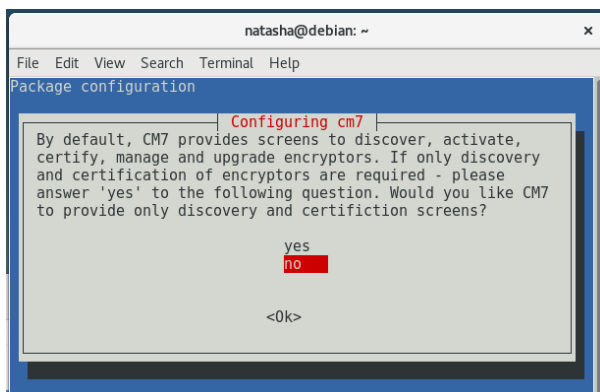 natasha@debian: ~
×
File Edit View Search Terminal Help
Package configuration
Configuring cm7
By default, CM7 provides screens to discover, activate,
certify, manage and upgrade encryptors. If only discovery
and certification of encryptors are required - please
answer 'yes' to the following question. Would you like CM7
to provide only discovery and certifiction screens?
yes
no
<Ok>